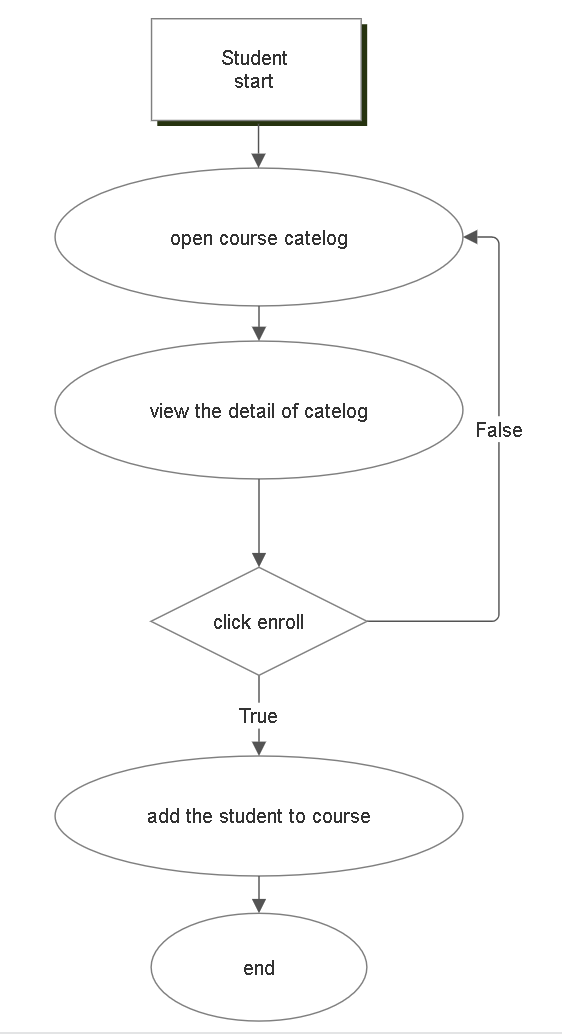 Student
start
open course catelog
view the detail of catelog
False
click enroll
True
add the student to course
end